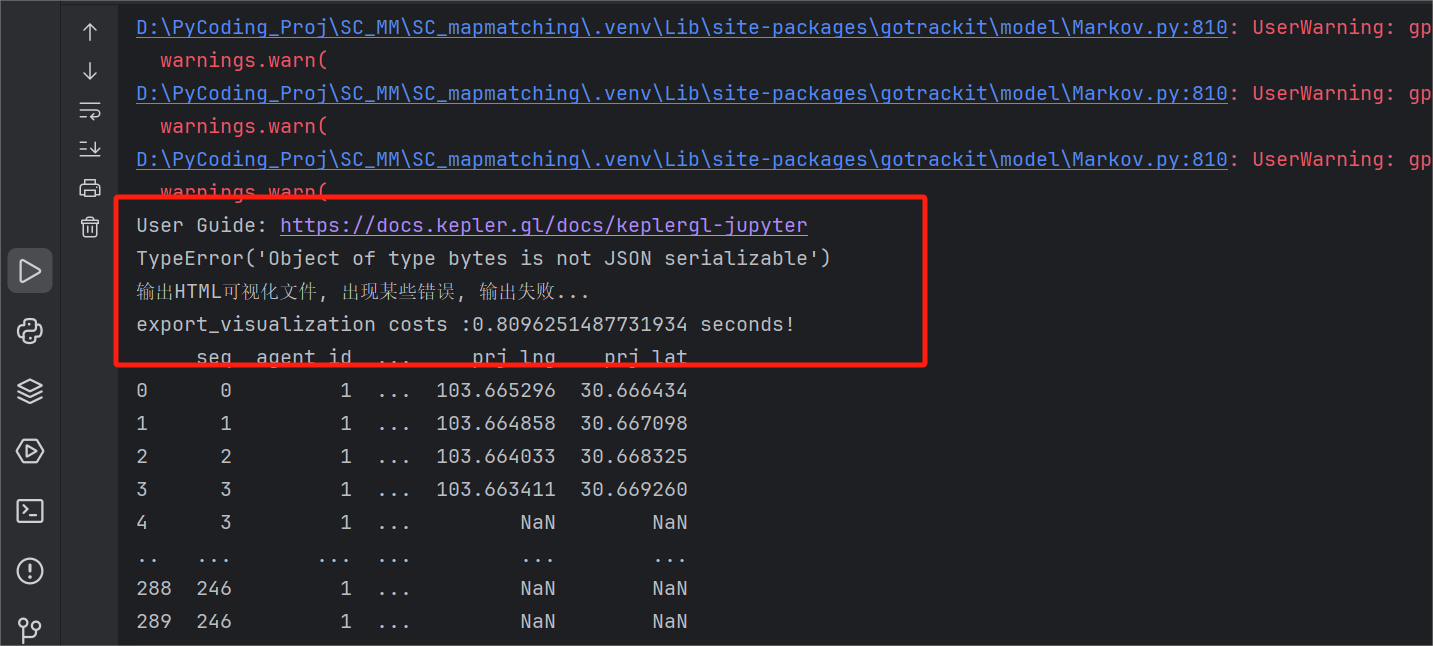 D:\PyCoding_Proj\SC_MM\SC_mapmatching\.venv\Lib\site-packages\gotrackit\model\Markov.py:810: UserWarning: gp
warnings.warn(
D:\PyCoding_Proj\SC_MM\SC_mapmatching\.venv\Lib\site-packages\gotrackit\model\Markov.py:810: UserWarning: gp
warnings.warn(
D:\PyCoding_Proj\SC_MM\SC_mapmatching\.venv\Lib\site-packages\gotrackit\model\Markov.py:810: UserWarning: gp
warnings.warn(
User Guide: https://docs.kepler.gl/docs/keplergl-jupyter
TypeError('Object of type bytes is not JSON serializable')
输出HTML可视化文件, 出现某些错误, 输出失败...
export_visualization costs :0.8096251487731934 seconds!
seq agent_id ... prj_lng prj_lat
0 0 1 ... 103.665296 30.666434
1 1 1 ... 103.664858 30.667098
2 2 1 ... 103.664033 30.668325
3 3 1 ... 103.663411 30.669260
4 3 1 ... NaN NaN
.. ... ... ... ... ...
288 246 1 ... NaN NaN
289 246 1 ... NaN NaN